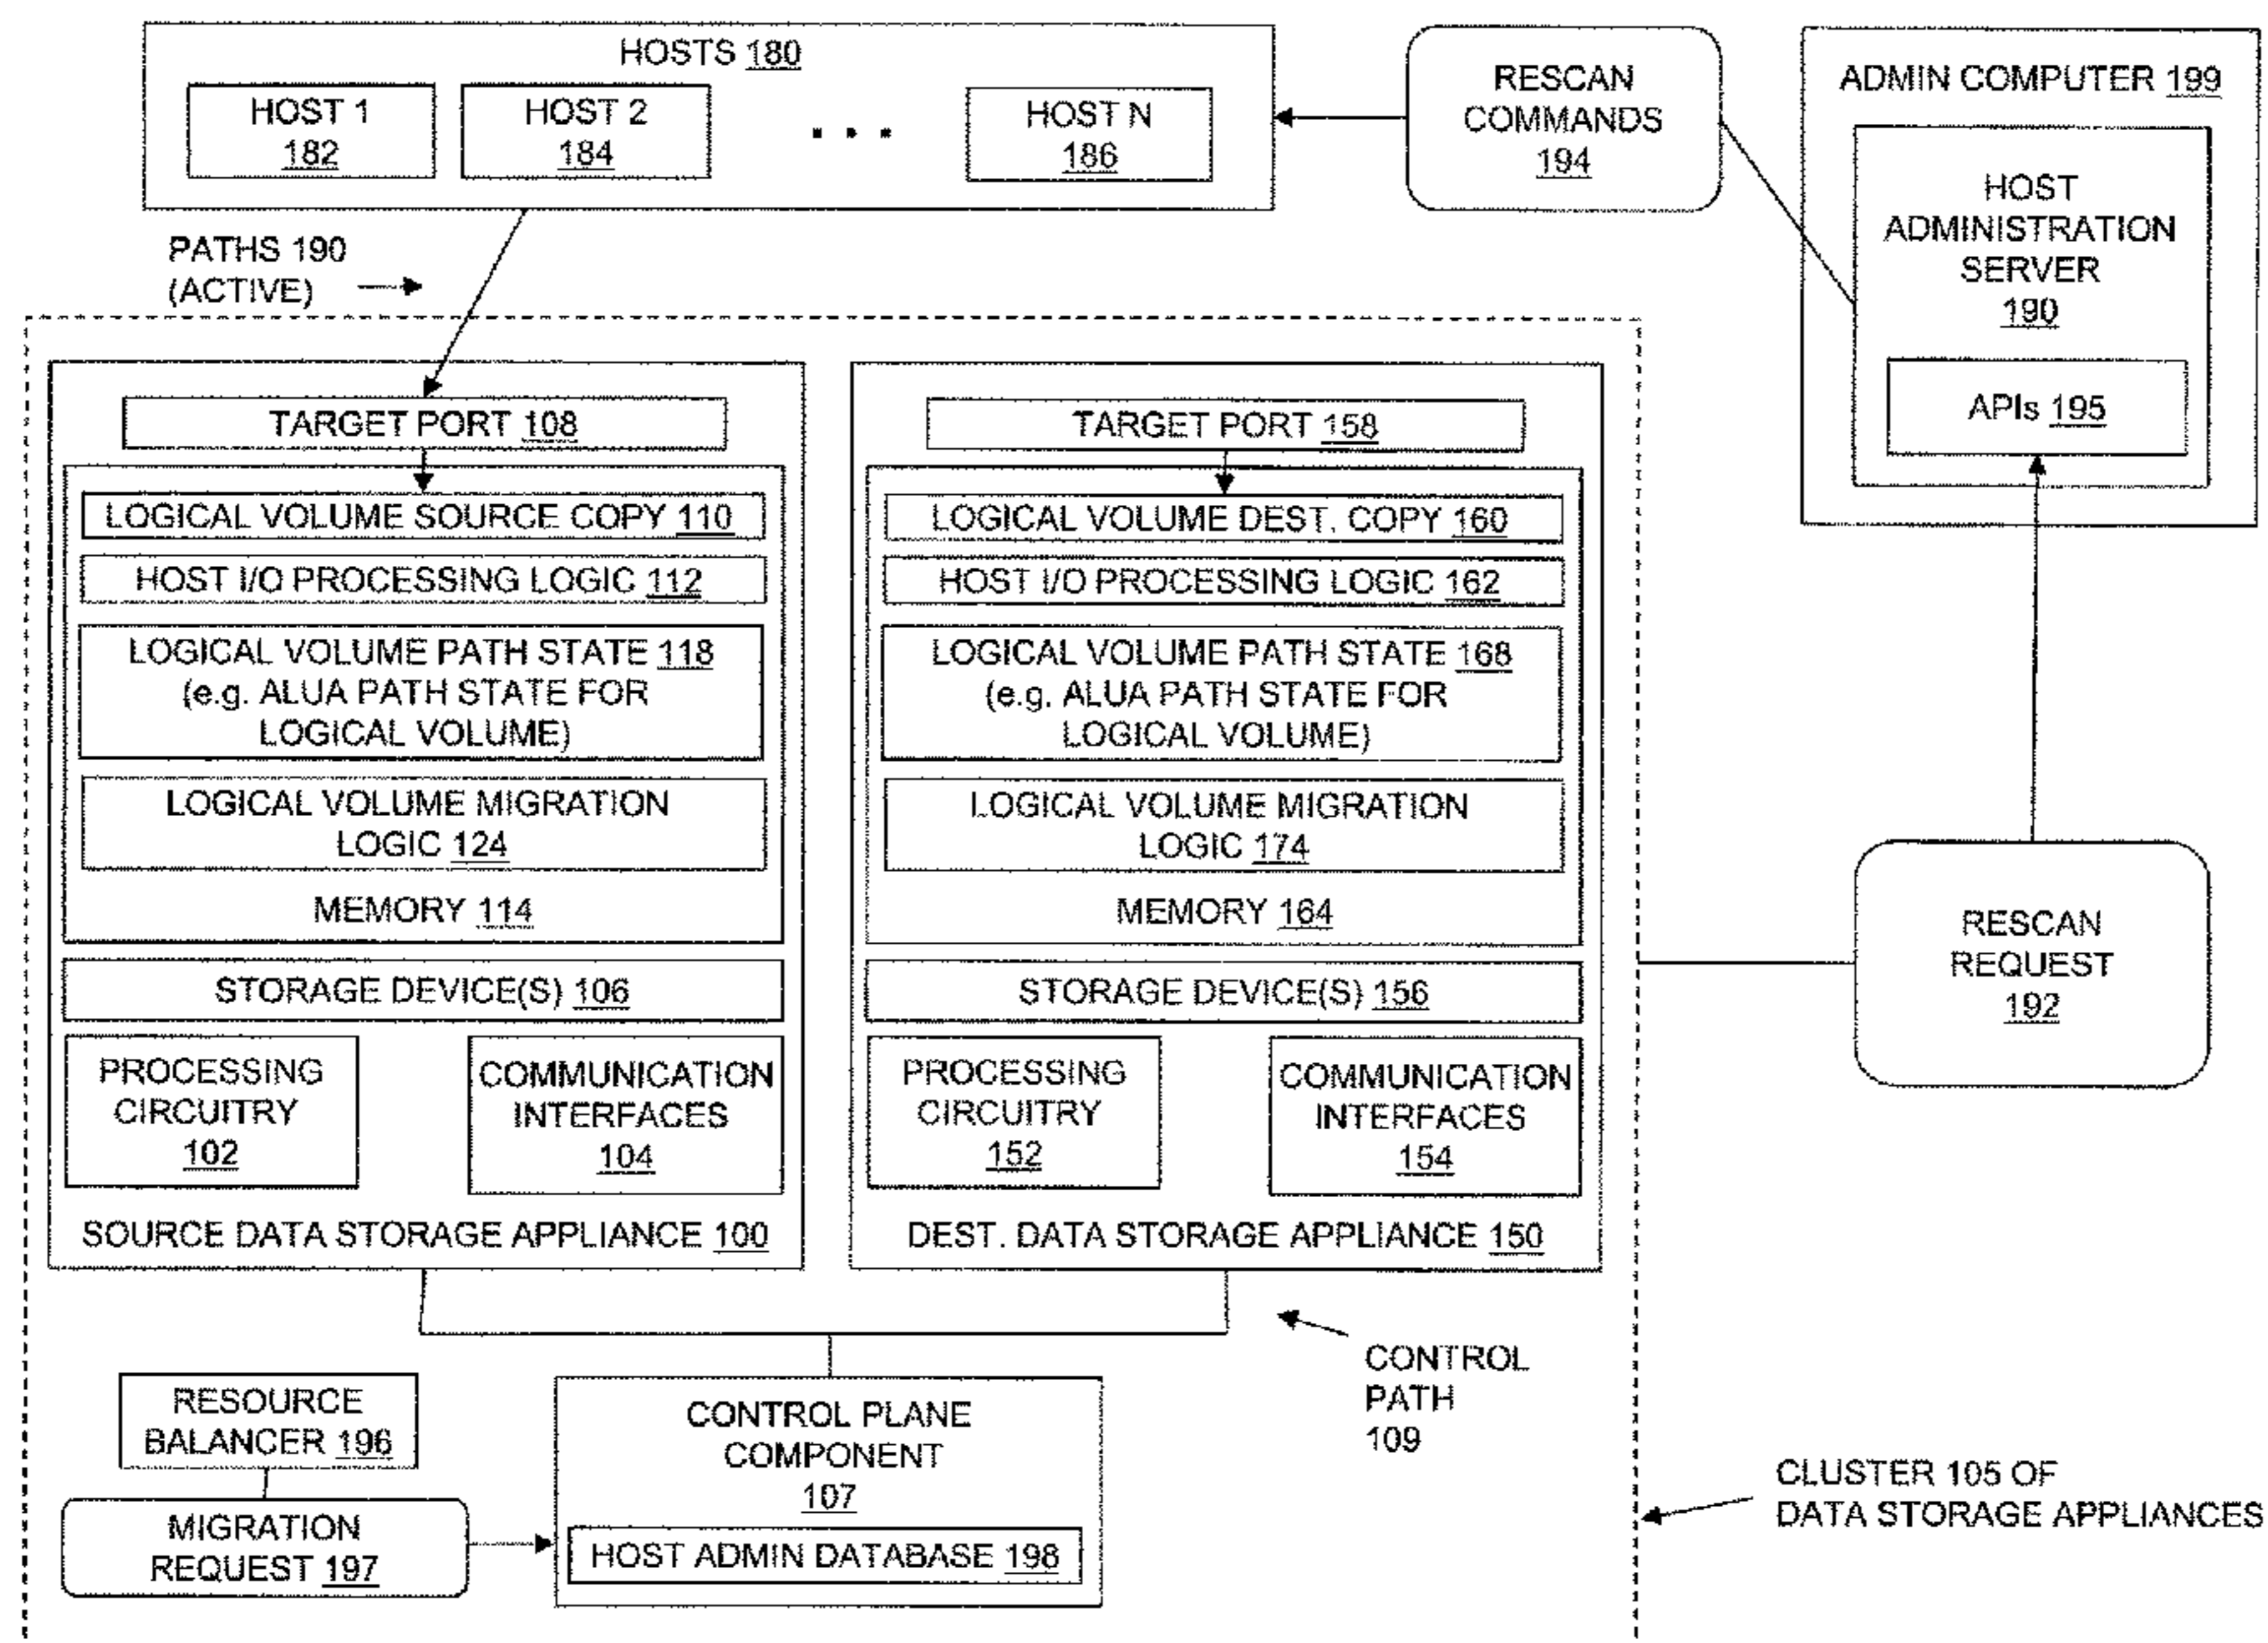 HOSTS 180
HOST 1
182
HOST 2
184
. . .
HOST N
186
RESCAN
COMMANDS
194
ADMIN COMPUTER 199
HOST
ADMINISTRATION
SERVER
190
APIs 195
PATHS 190
(ACTIVE)
TARGET PORT 108
LOGICAL VOLUME SOURCE COPY 110
HOST I/O PROCESSING LOGIC 112
LOGICAL VOLUME PATH STATE 118
(e.g. ALUA PATH STATE FOR
LOGICAL VOLUME)
LOGICAL VOLUME MIGRATION
LOGIC 124
MEMORY 114
STORAGE DEVICE(S) 106
PROCESSING
CIRCUITRY
102
COMMUNICATION
INTERFACES
104
SOURCE DATA STORAGE APPLIANCE 100
TARGET PORT 158
LOGICAL VOLUME DEST. COPY 160
HOST I/O PROCESSING LOGIC 162
LOGICAL VOLUME PATH STATE 168
(e.g. ALUA PATH STATE FOR
LOGICAL VOLUME)
LOGICAL VOLUME MIGRATION
LOGIC 174
MEMORY 164
STORAGE DEVICE(S) 156
PROCESSING
CIRCUITRY
152
COMMUNICATION
INTERFACES
154
DEST. DATA STORAGE APPLIANCE 150
RESCAN
REQUEST
192
CONTROL
PATH
109
RESOURCE
BALANCER 196
MIGRATION
REQUEST 197
CONTROL PLANE
COMPONENT
107
HOST ADMIN DATABASE 198
CLUSTER 105 OF
DATA STORAGE APPLIANCES